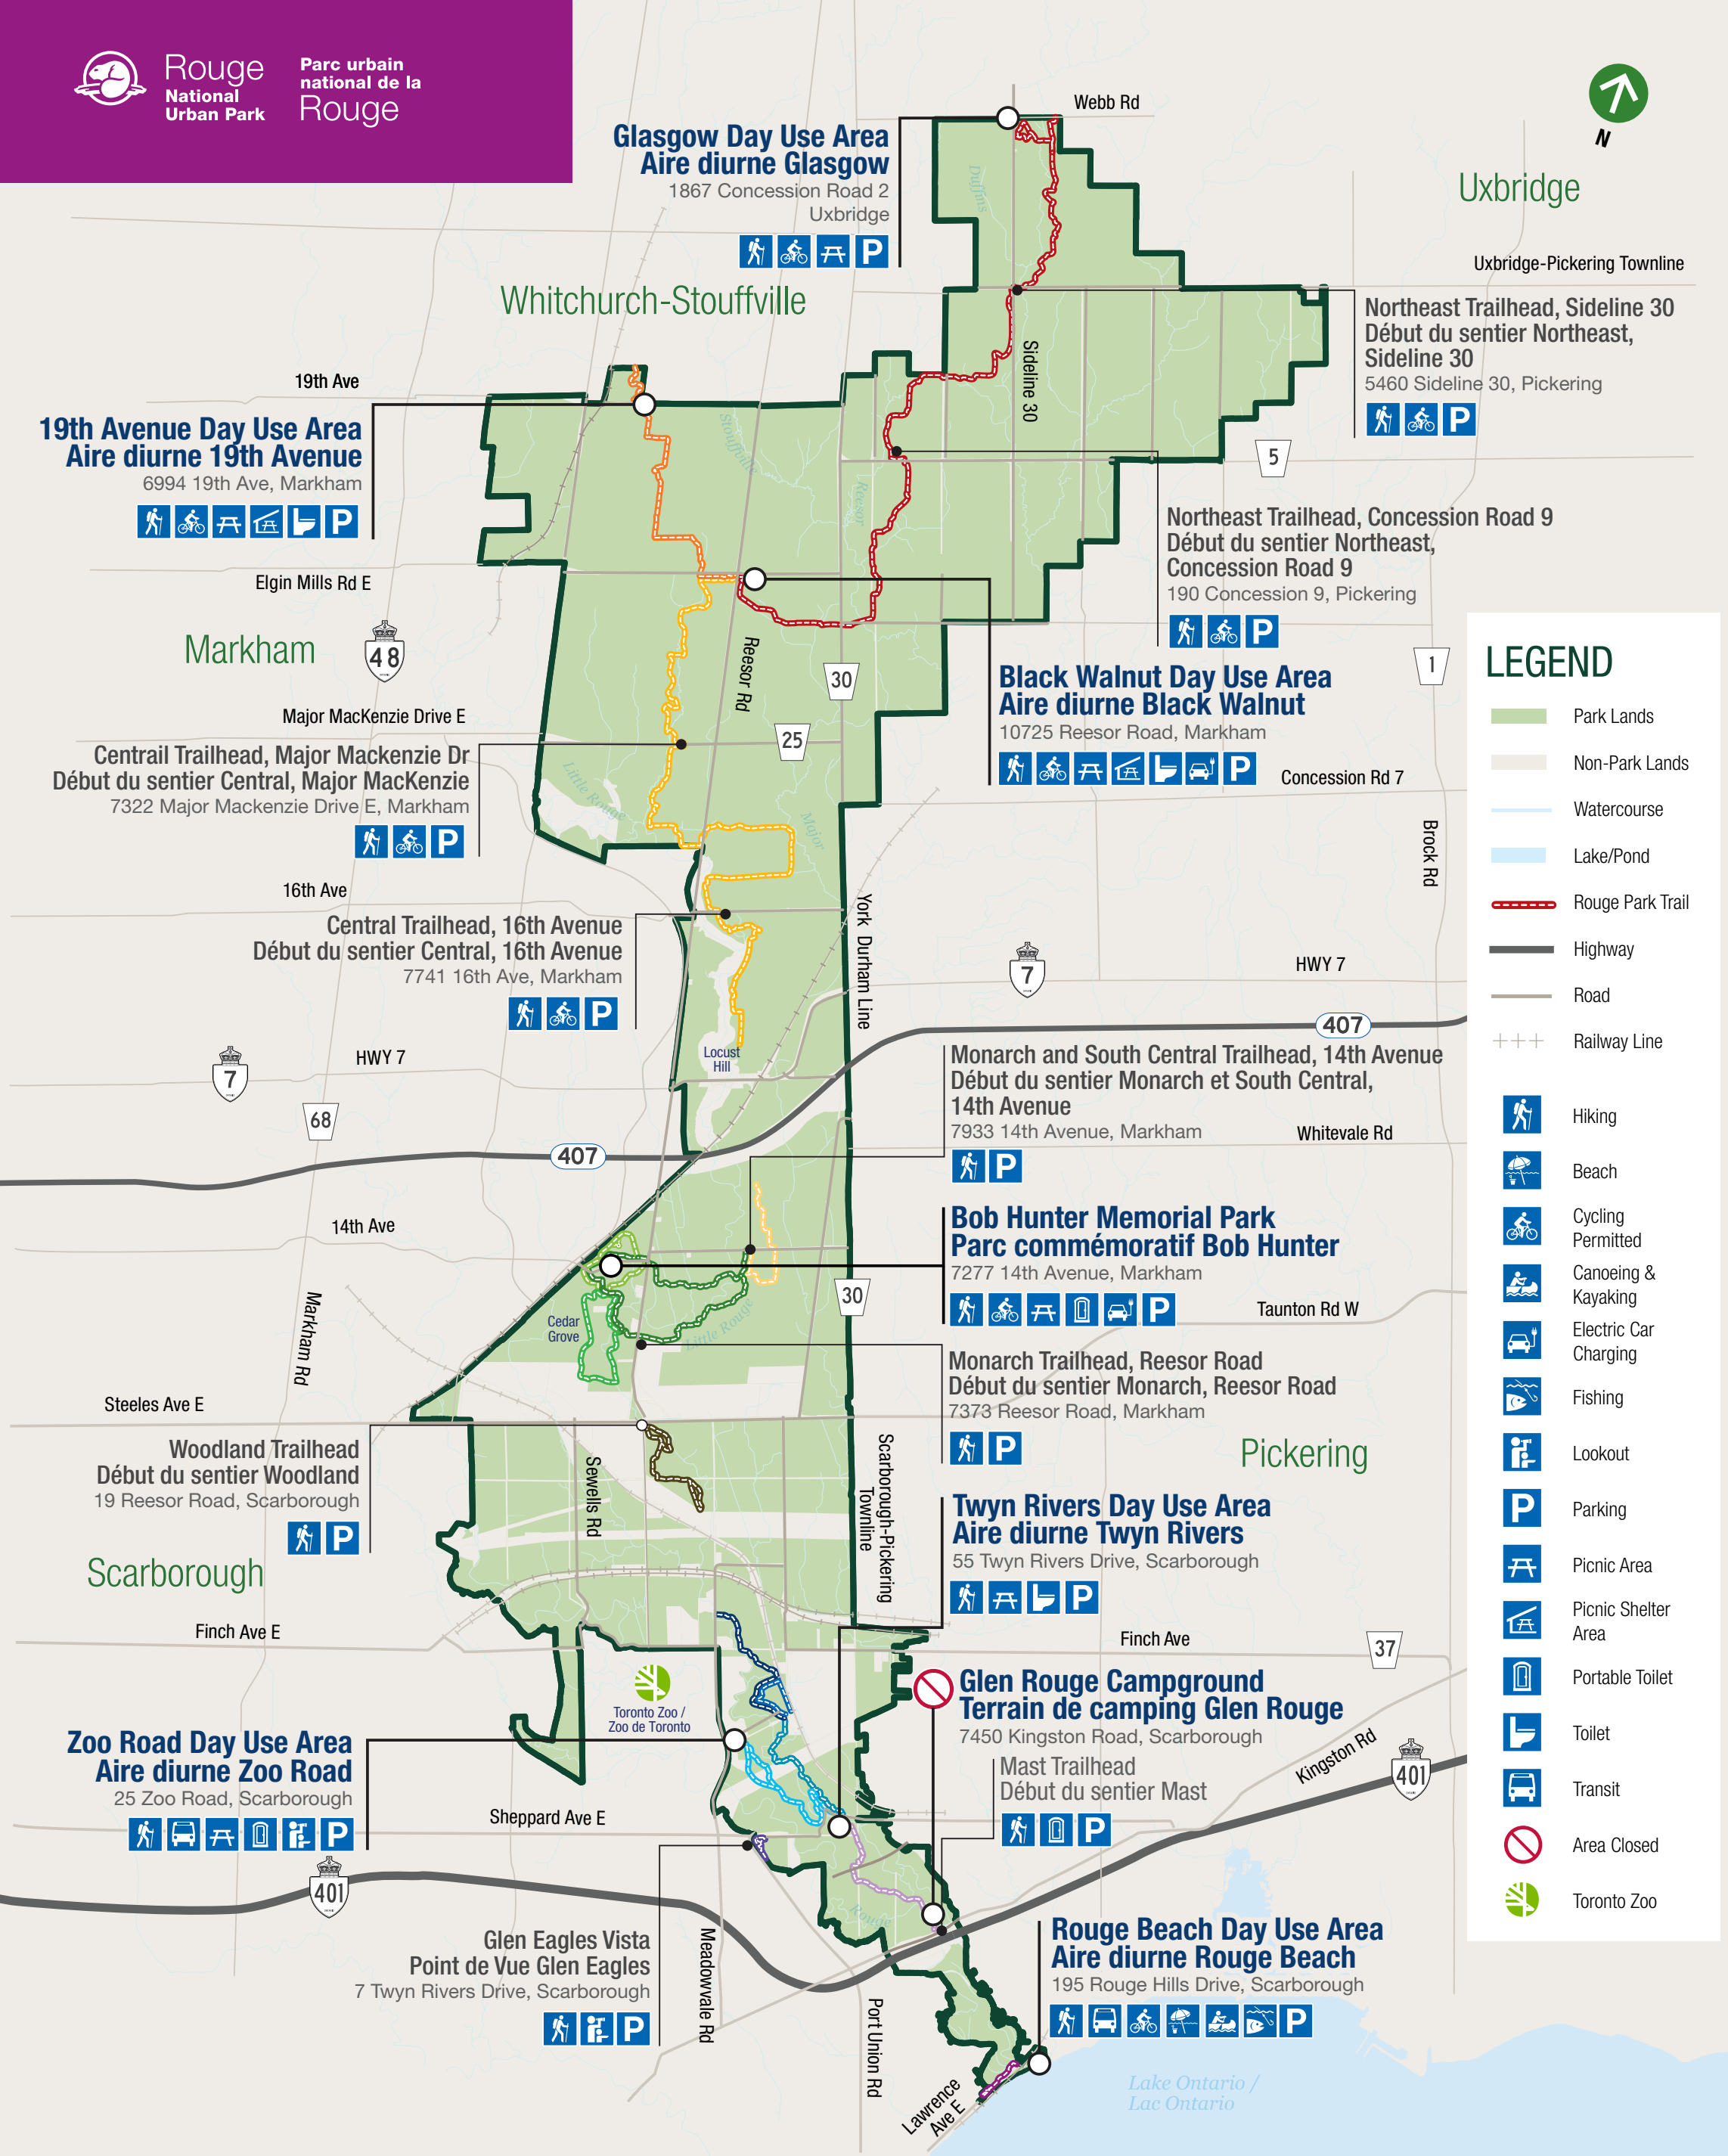 Rouge
National
Urban Park
Parc urbain
national de la
Rouge
Webb Rd
N
Glasgow Day Use Area
Aire diurne Glasgow
1867 Concession Road 2
Uxbridge
P
Duffins
Uxbridge
Uxbridge-Pickering Townline
Whitchurch-Stouffville
Northeast Trailhead, Sideline 30
Début du sentier Northeast,
Sideline 30
5460 Sideline 30, Pickering
P
Sideline 30
19th Ave
19th Avenue Day Use Area
Aire diurne 19th Avenue
6994 19th Ave, Markham
P
Stouffville
Reesor
5
Northeast Trailhead, Concession Road 9
Début du sentier Northeast,
Concession Road 9
190 Concession 9, Pickering
P
Elgin Mills Rd E
Markham
48
Reesor Rd
30
1
Black Walnut Day Use Area
Aire diurne Black Walnut
10725 Reesor Road, Markham
P
Concession Rd 7
Major MacKenzie Drive E
25
Centrail Trailhead, Major Mackenzie Dr
Début du sentier Central, Major MacKenzie
7322 Major Mackenzie Drive E, Markham
P
Little Rouge
Major
Brock Rd
16th Ave
Central Trailhead, 16th Avenue
Début du sentier Central, 16th Avenue
7741 16th Ave, Markham
P
York Durham Line
7
HWY 7
407
Locust
Hill
HWY 7
7
68
407
Monarch and South Central Trailhead, 14th Avenue
Début du sentier Monarch et South Central,
14th Avenue
7933 14th Avenue, Markham
P
Whitevale Rd
14th Ave
Bob Hunter Memorial Park
Parc commémoratif Bob Hunter
7277 14th Avenue, Markham
P
30
Taunton Rd W
Markham Rd
Cedar
Grove
Little Rouge
Monarch Trailhead, Reesor Road
Début du sentier Monarch, Reesor Road
7373 Reesor Road, Markham
P
Steeles Ave E
Woodland Trailhead
Début du sentier Woodland
19 Reesor Road, Scarborough
P
Sewells Rd
Scarborough-Pickering
Townline
Pickering
Scarborough
Twyn Rivers Day Use Area
Aire diurne Twyn Rivers
55 Twyn Rivers Drive, Scarborough
P
Finch Ave E
Finch Ave
37
Toronto Zoo /
Zoo de Toronto
Glen Rouge Campground
Terrain de camping Glen Rouge
7450 Kingston Road, Scarborough
Kingston Rd
401
Mast Trailhead
Début du sentier Mast
P
Zoo Road Day Use Area
Aire diurne Zoo Road
25 Zoo Road, Scarborough
P
Sheppard Ave E
401
Rouge
Glen Eagles Vista
Point de Vue Glen Eagles
7 Twyn Rivers Drive, Scarborough
P
Meadowvale Rd
Port Union Rd
Rouge Beach Day Use Area
Aire diurne Rouge Beach
195 Rouge Hills Drive, Scarborough
P
Lawrence
Ave E
Lake Ontario /
Lac Ontario
LEGEND
Park Lands
Non-Park Lands
Watercourse
Lake/Pond
Rouge Park Trail
Highway
Road
Railway Line
Hiking
Beach
Cycling
Permitted
Canoeing &
Kayaking
Electric Car
Charging
Fishing
Lookout
P
Parking
Picnic Area
Picnic Shelter
Area
Portable Toilet
Toilet
Transit
Area Closed
Toronto Zoo